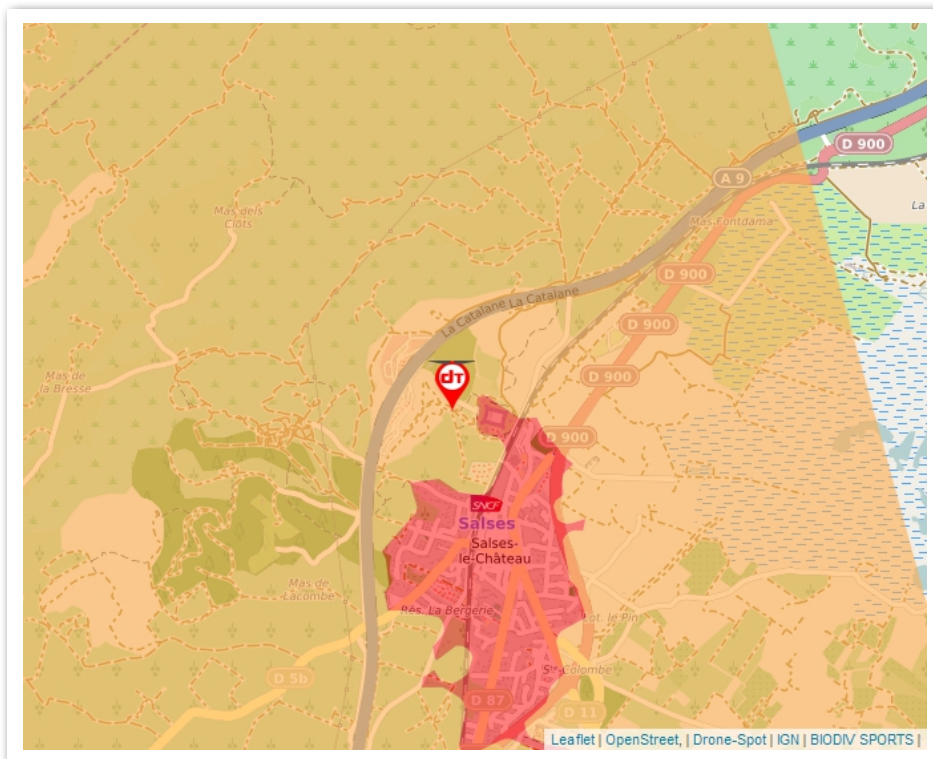 D 900
A 9
La
Mas dels
Clots
Mas Fontdama
D 900
La Catalane La Catalane
D 900
Mas de
la Bresse
D 900
dT
D 900
SNCF
Salses
Salses-
le-Château
Mas de
Lacombe
Rés. La Bergerie
Lot. le Pin
Ste-Colombe
D 5b
D 87
D 11
Leaflet | OpenStreet, | Drone-Spot | IGN | BIODIV SPORTS |